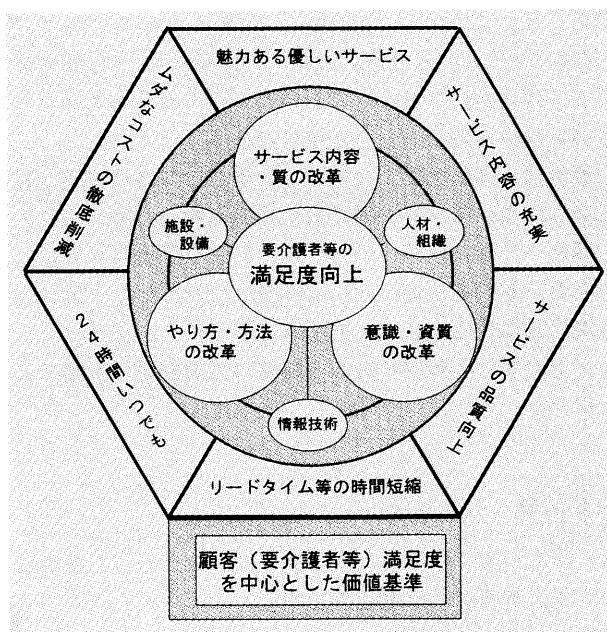 魅力ある優しいサービス
ムダなコストの徹底削減
サービス内容の充実
サービス内容
・質の改革
施設・
設備
人材・
組織
要介護者等の
満足度向上
やり方・方法
の改革
意識・資質
の改革
24時間いつでも
サービスの品質向上
情報技術
リードタイム等の時間短縮
顧客（要介護者等）満足度
を中心とした価値基準